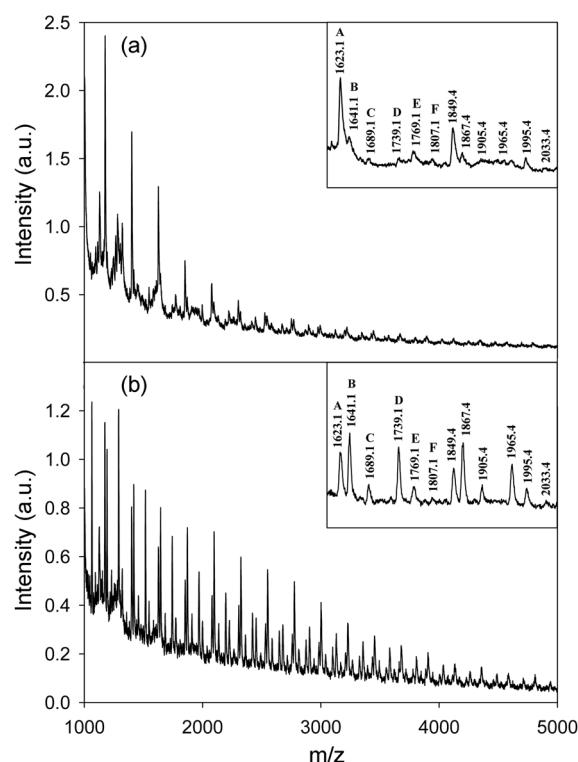 (a)
2.5
2.0
1.5
1.0
0.5
Intensity (a.u.)
A
1623.1
B
1641.1
C
1689.1
D
1739.1
E
1769.1
F
1807.1
1849.4
1867.4
1905.4
1965.4
1995.4
2033.4
(b)
1.2
1.0
0.8
0.6
0.4
0.2
0.0
Intensity (a.u.)
A
1623.1
B
1641.1
C
1689.1
D
1739.1
E
1769.1
F
1807.1
1849.4
1867.4
1905.4
1965.4
1995.4
2033.4
1000 2000 3000 4000 5000
m/z